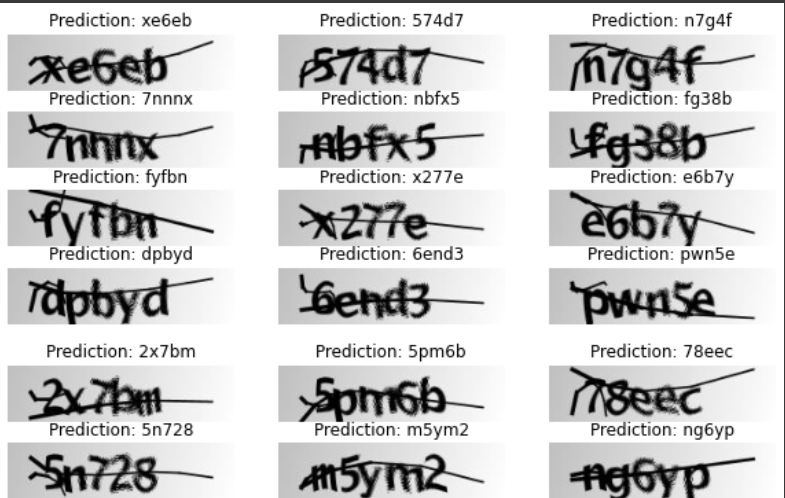 Prediction: xe6eb Prediction: 574d7 Prediction: n7g4f
xe6eb 574d7 n7g4f
Prediction: 7nnnx Prediction: nbfx5 Prediction: fg38b
7nnnx nbfx5 fg38b
Prediction: fyfbn Prediction: x277e Prediction: e6b7y
fyfbn x277e e6b7y
Prediction: dpbyd Prediction: 6end3 Prediction: pwn5e
dpbyd 6end3 pwn5e
Prediction: 2x7bm Prediction: 5pm6b Prediction: 78eec
2x7bm 5pm6b 78eec
Prediction: 5n728 Prediction: m5ym2 Prediction: ng6yp
5n728 m5ym2 ng6yp